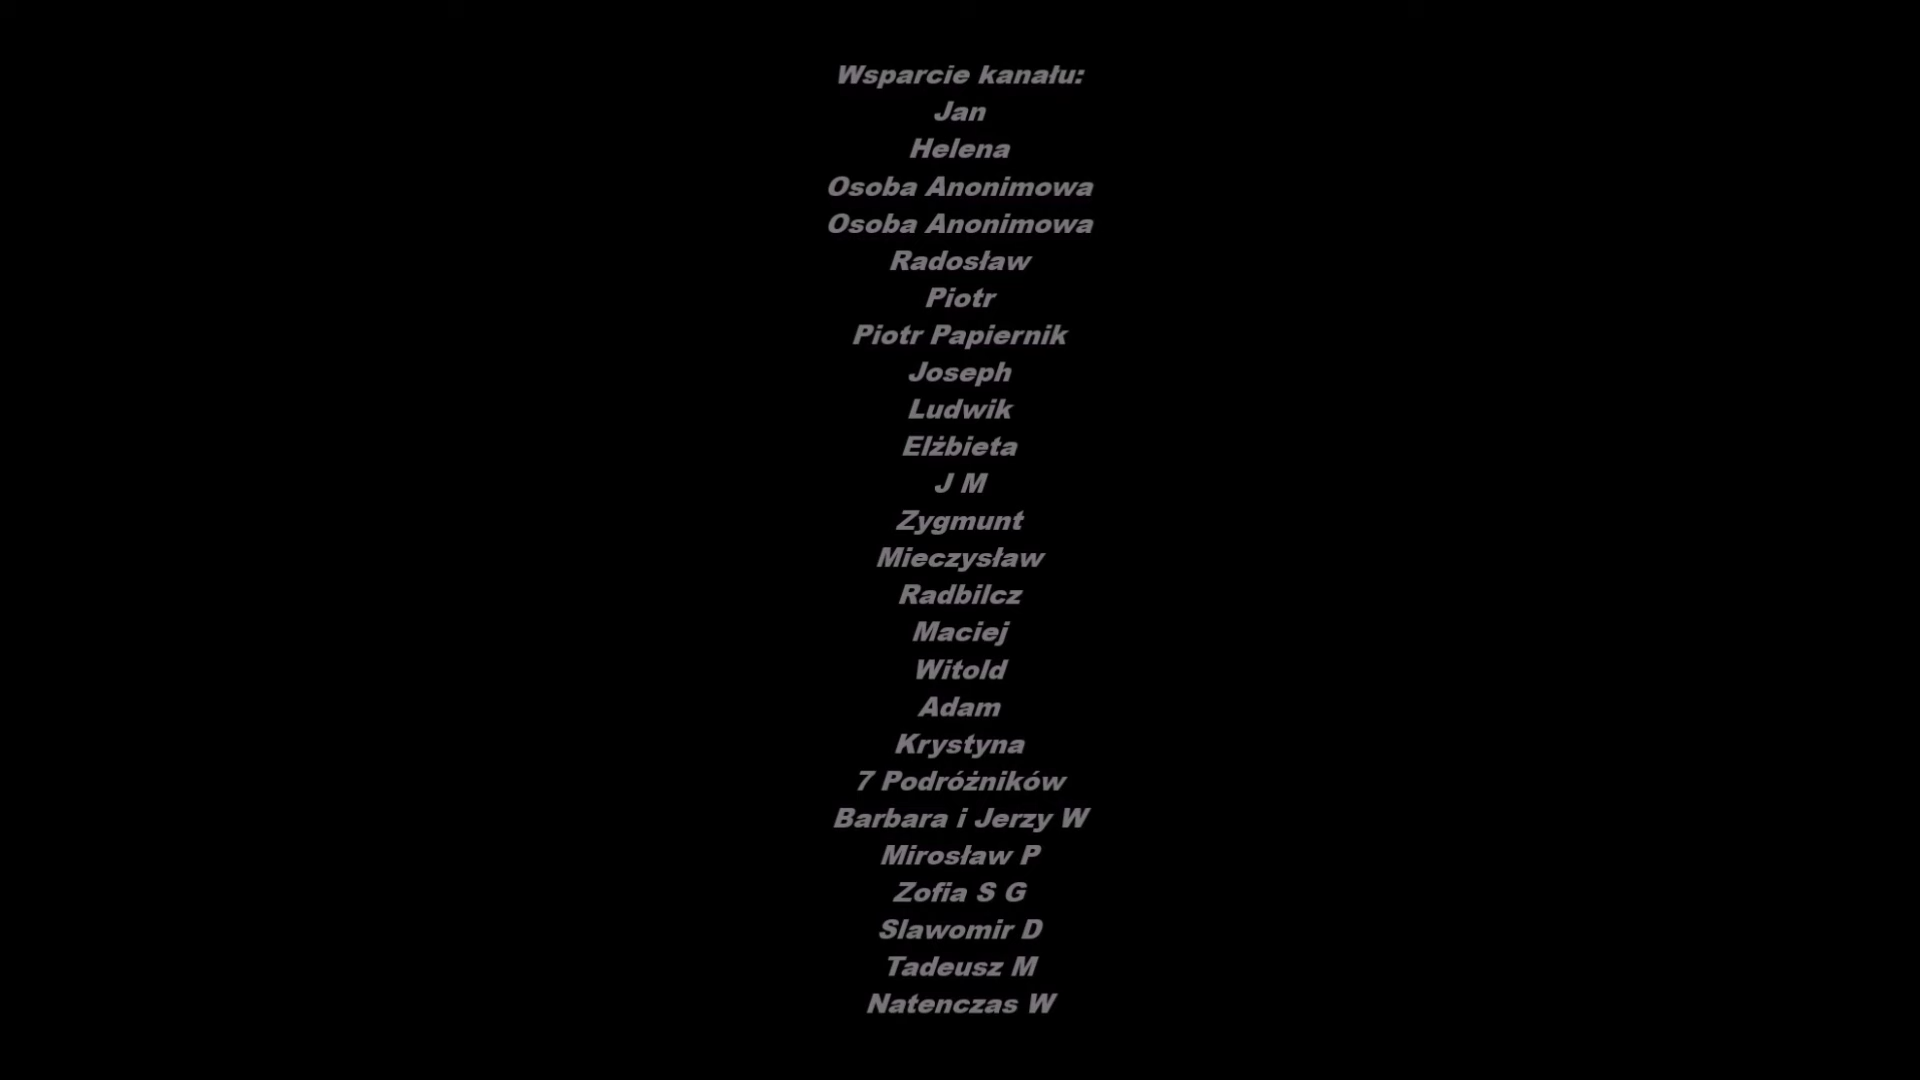 Wsparcie kanału:
Jan
Helena
Osoba Anonimowa
Osoba Anonimowa
Radosław
Piotr
Piotr Papiernik
Joseph
Ludwik
Elżbieta
J M
Zygmunt
Mieczysław
Radbilcz
Maciej
Witold
Adam
Krystyna
7 Podróżników
Barbara i Jerzy W
Mirosław P
Zofia S G
Slawomir D
Tadeusz M
Natenczas W